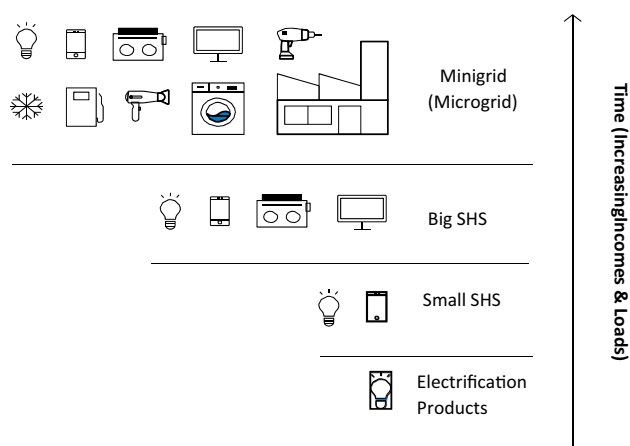 Minigrid
(Microgrid)
Big SHS
Small SHS
Electrification
Products
Time (IncreasingIncomes & Loads)